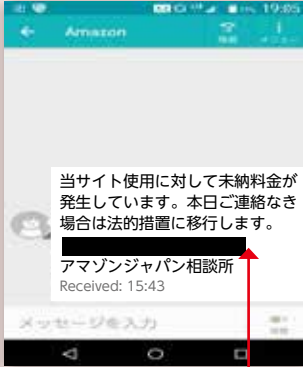 19:05
Amazon
当サイト使用に対して未納料金が
発生しています。本日ご連絡なき
場合は法的措置に移行します。
アマゾンジャパン相談所
Received: 15:43
メッセージを入力